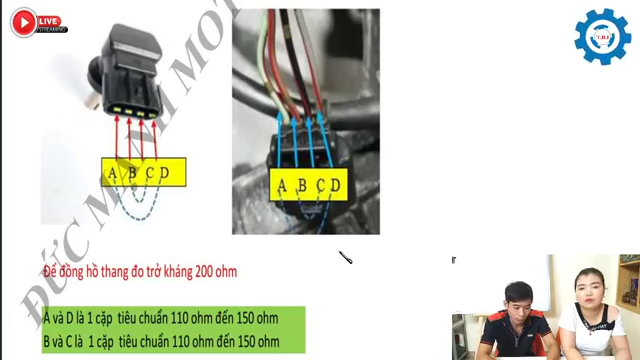 LIVE
STREAMING
T.R.I
ĐỨC MẠNH MOT
A B C D
A B C D
Để đồng hồ thang đo trở kháng 200 ohm
A và D là 1 cặp tiêu chuẩn 110 ohm đến 150 ohm
B và C là 1 cặp tiêu chuẩn 110 ohm đến 150 ohm